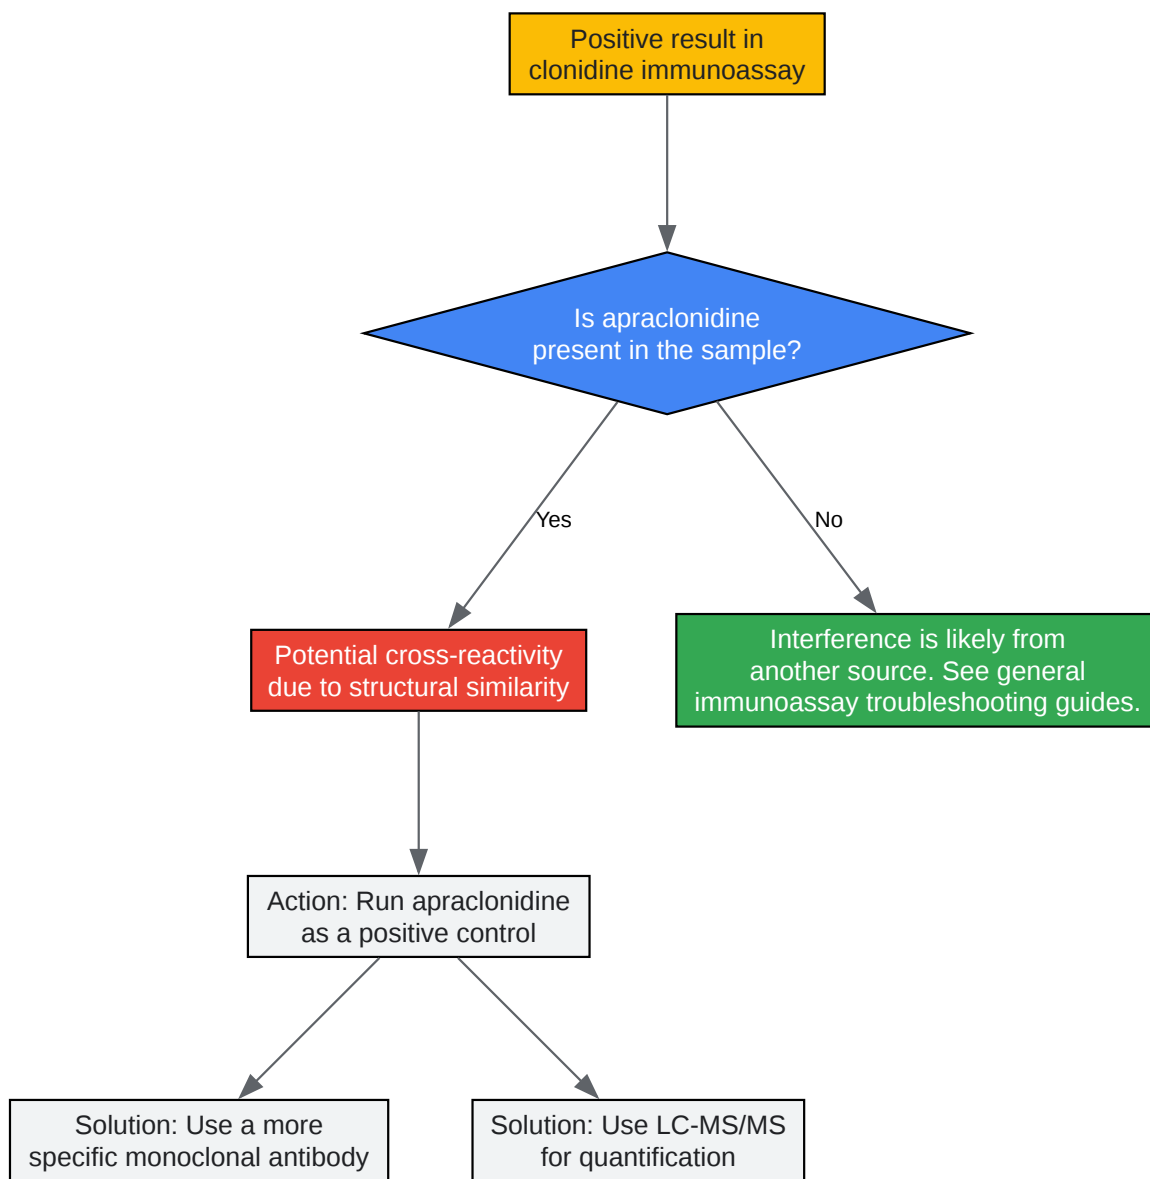 Positive result in
clonidine immunoassay
Is apraclonidine
present in the sample?
Yes
No
Potential cross-reactivity
due to structural similarity
Interference is likely from
another source. See general
immunoassay troubleshooting guides.
Action: Run apraclonidine
as a positive control
Solution: Use a more
specific monoclonal antibody
Solution: Use LC-MS/MS
for quantification